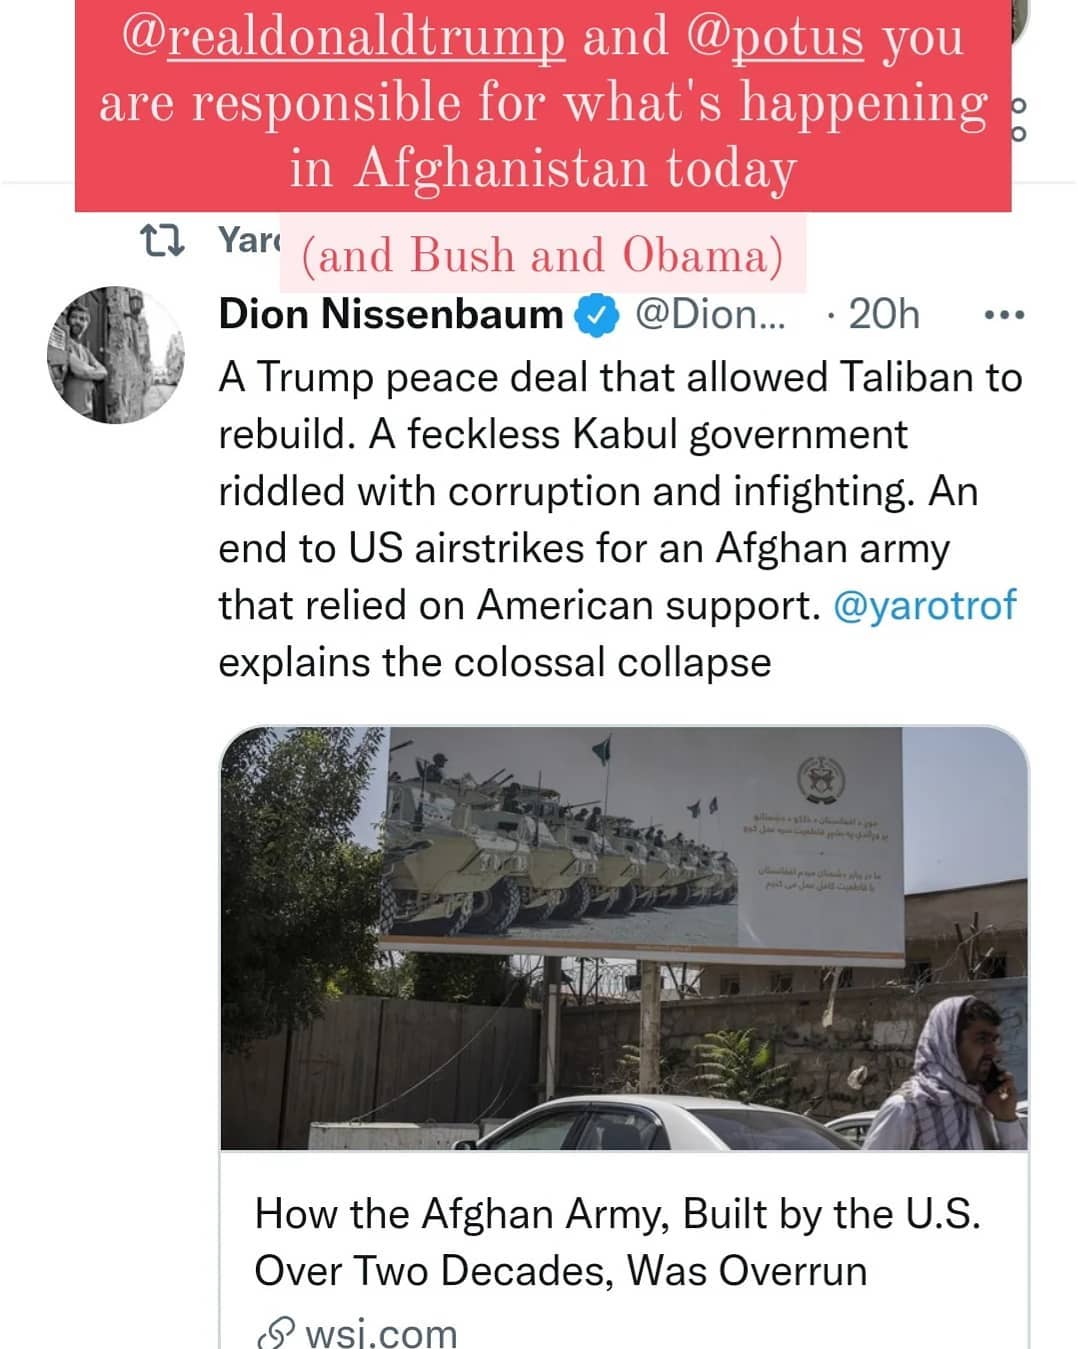 @realdonaldtrump and @potus you
are responsible for what's happening
in Afghanistan today
(and Bush and Obama)
Dion Nissenbaum @Dion... · 20h
A Trump peace deal that allowed Taliban to
rebuild. A feckless Kabul government
riddled with corruption and infighting. An
end to US airstrikes for an Afghan army
that relied on American support. @yarotrof
explains the colossal collapse
How the Afghan Army, Built by the U.S.
Over Two Decades, Was Overrun
wsj.com